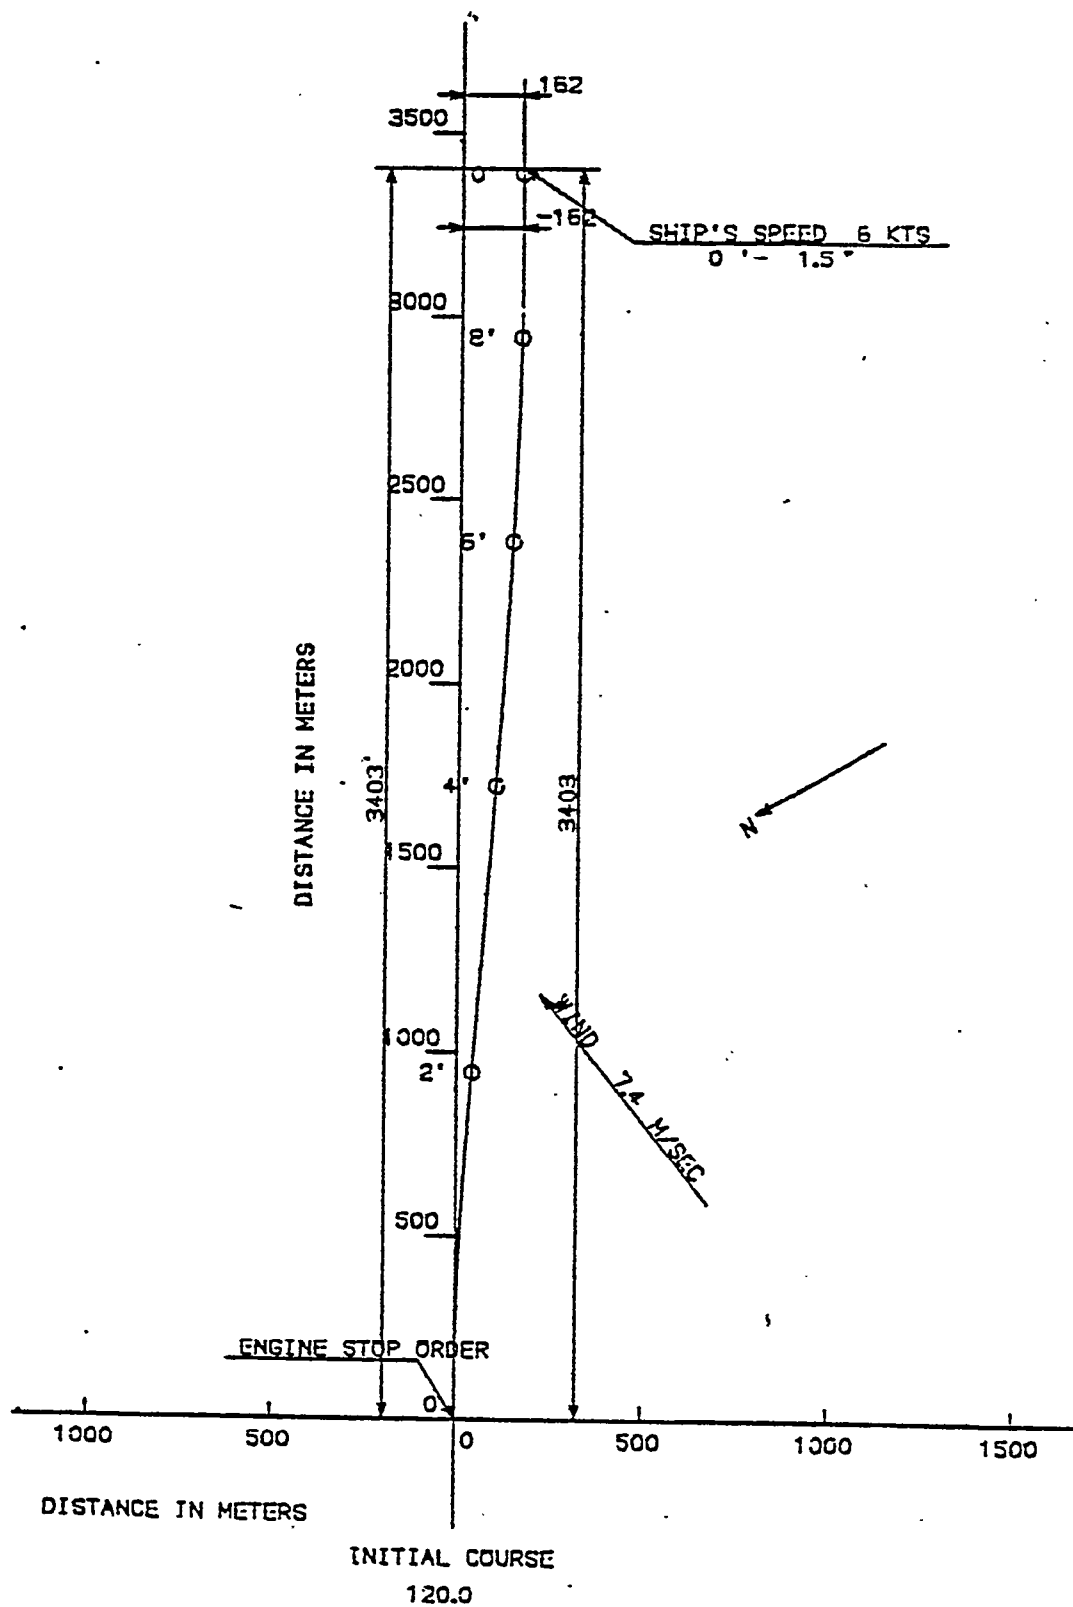 162
3500
-162
SHIP'S SPEED 6 KTS
0 '- 1.5 "
3000
8'
2500
6'
DISTANCE IN METERS
2000
3403'
4'
3403
N
1500
WIND 7.4 M/SEC
1000
2'
500
ENGINE STOP ORDER
0
1000 500 0 500 1000 1500
DISTANCE IN METERS
INITIAL COURSE
120.0